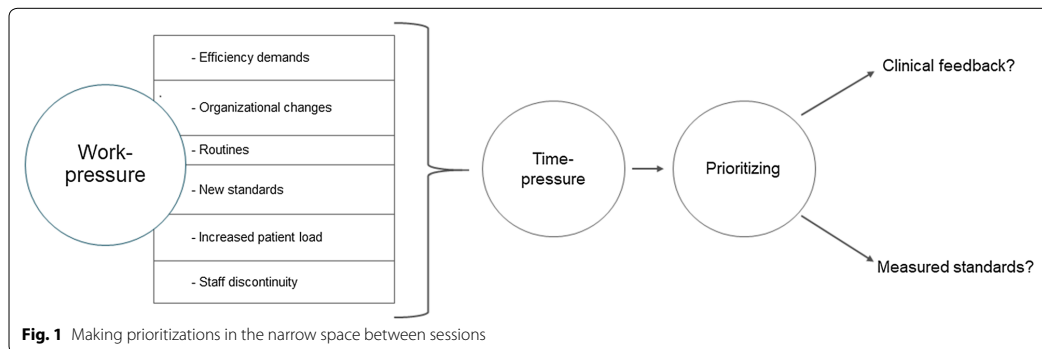 Work-
pressure
- Efficiency demands
- Organizational changes
- Routines
- New standards
- Increased patient load
- Staff discontinuity
Time-
pressure
Prioritizing
Clinical feedback?
Measured standards?
Fig. 1 Making prioritizations in the narrow space between sessions